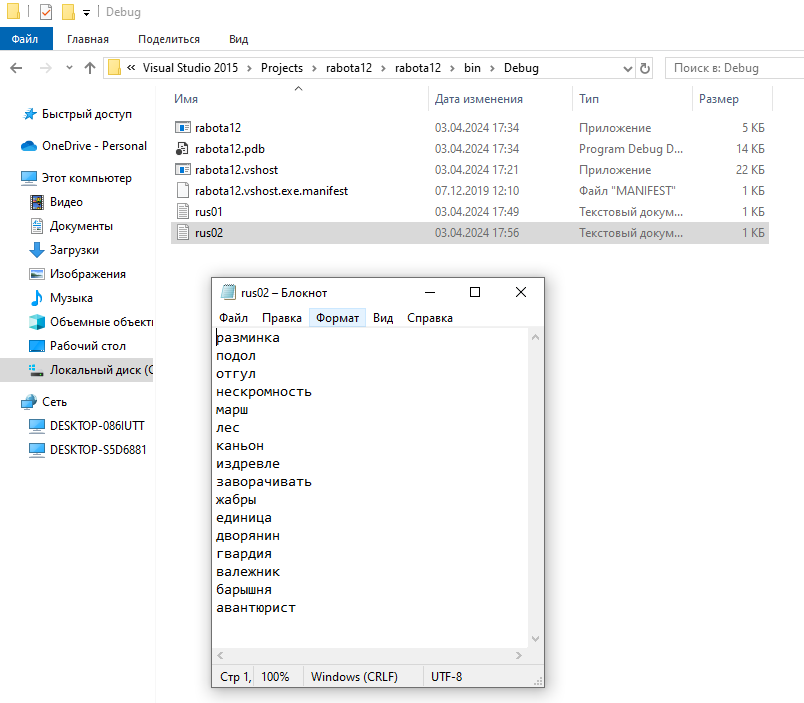 Debug
Файл Главная Поделиться Вид
« Visual Studio 2015 › Projects › rabota12 › rabota12 › bin › Debug
Поиск в: Debug
Имя Дата изменения Тип Размер
rabota12 03.04.2024 17:34 Приложение 5 КБ
rabota12.pdb 03.04.2024 17:34 Program Debug D... 14 КБ
rabota12.vshost 03.04.2024 17:21 Приложение 22 КБ
rabota12.vshost.exe.manifest 07.12.2019 12:10 Файл "MANIFEST" 1 КБ
rus01 03.04.2024 17:49 Текстовый докум... 1 КБ
rus02 03.04.2024 17:56 Текстовый докум... 1 КБ
Быстрый доступ
OneDrive - Personal
Этот компьютер
Видео
Документы
Загрузки
Изображения
Музыка
Объемные объекты
Рабочий стол
Локальный диск (C
Сеть
DESKTOP-086IUTT
DESKTOP-S5D6881
rus02 – Блокнот
Файл Правка Формат Вид Справка
разминка
подол
отгул
нескромность
марш
лес
каньон
издревле
заворачивать
жабры
единица
дворянин
гвардия
валежник
барышня
авантюрист
Стр 1, 100% Windows (CRLF) UTF-8